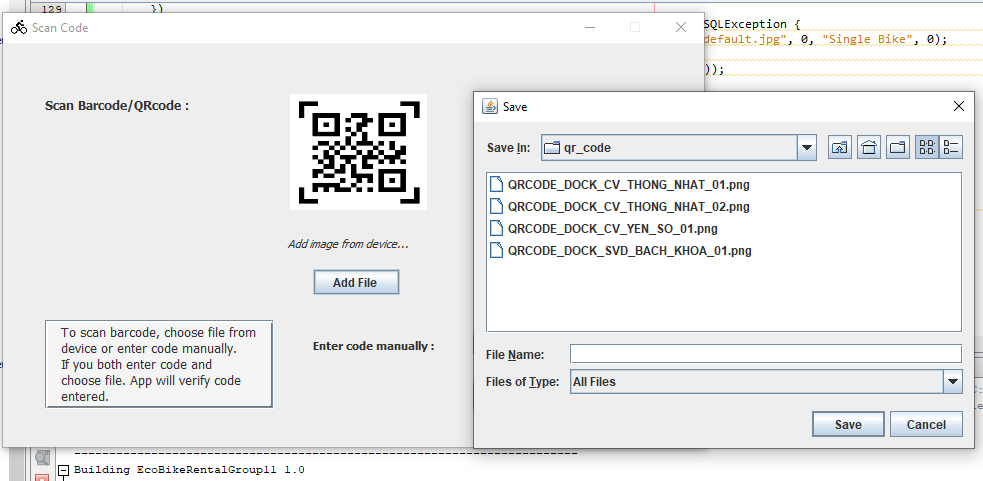 129
})
Scan Code
SQLException {
default.jpg", 0, "Single Bike", 0);
));
Scan Barcode/QRcode :
Add image from device...
Add File
To scan barcode, choose file from
device or enter code manually.
If you both enter code and
choose file. App will verify code
entered.
Enter code manually :
Save
Save In:
qr_code
QRCODE_DOCK_CV_THONG_NHAT_01.png
QRCODE_DOCK_CV_THONG_NHAT_02.png
QRCODE_DOCK_CV_YEN_SO_01.png
QRCODE_DOCK_SVD_BACH_KHOA_01.png
File Name:
Files of Type:
All Files
Save
Cancel
C:
le
Building EcoBikeRentalGroup11 1.0